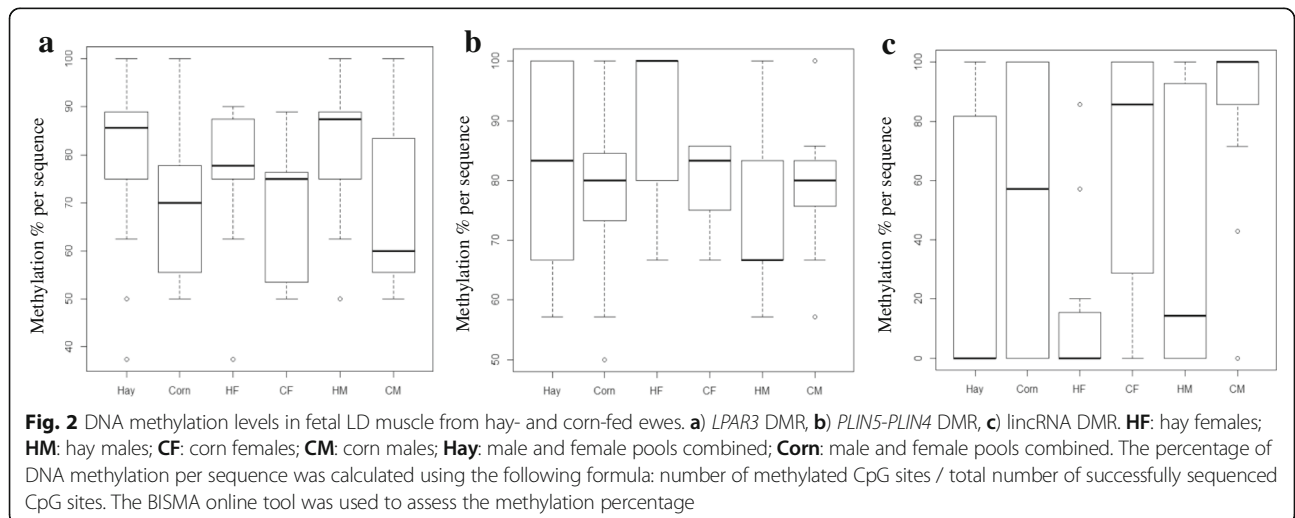 a
Methylation % per sequence
100
90
80
70
60
50
40
Hay Corn HF CF HM CM
b
Methylation % per sequence
100
90
80
70
60
50
Hay Corn HF CF HM CM
c
Methylation % per sequence
100
80
60
40
20
0
Hay Corn HF CF HM CM
Fig. 2 DNA methylation levels in fetal LD muscle from hay- and corn-fed ewes. a) LPAR3 DMR, b) PLIN5-PLIN4 DMR, c) lincRNA DMR. HF: hay females;
HM: hay males; CF: corn females; CM: corn males; Hay: male and female pools combined; Corn: male and female pools combined. The percentage of
DNA methylation per sequence was calculated using the following formula: number of methylated CpG sites / total number of successfully sequenced
CpG sites. The BISMA online tool was used to assess the methylation percentage